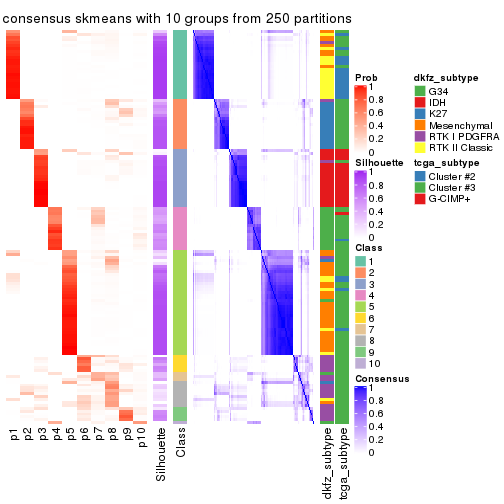 consensus skmeans with 10 groups from 250 partitions
Prob
1
0.8
0.6
0.4
0.2
0
Silhouette
1
0.8
0.6
0.4
0.2
0
Class
1
2
3
4
5
6
7
8
9
10
Consensus
1
0.8
0.6
0.4
0.2
0
dkfz_subtype
G34
IDH
K27
Mesenchymal
RTK I PDGFRA
RTK II Classic
tcga_subtype
Cluster #2
Cluster #3
G-CIMP+
p1
p2
p3
p4
p5
p6
p7
p8
p9
p10
Silhouette
Class
dkfz_subtype
tcga_subtype